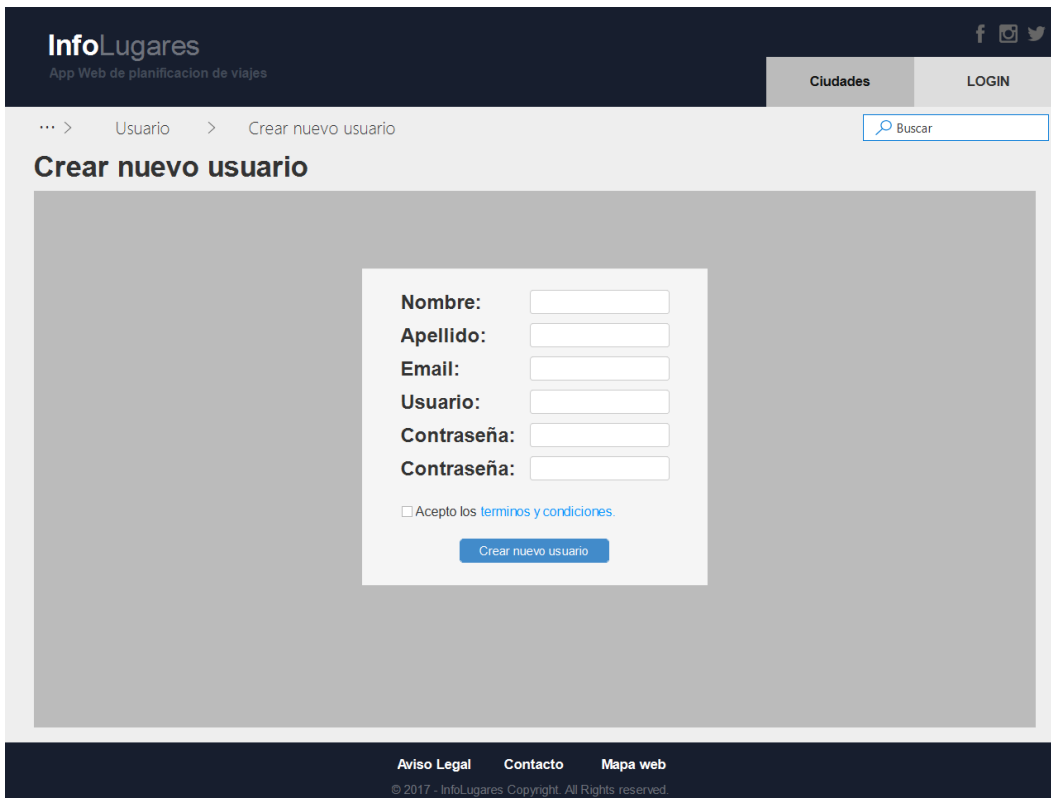 InfoLugares
App Web de planificacion de viajes
Ciudades
LOGIN
··· > Usuario > Crear nuevo usuario
Buscar
Crear nuevo usuario
Nombre:
Apellido:
Email:
Usuario:
Contraseña:
Contraseña:
Acepto los terminos y condiciones.
Crear nuevo usuario
Aviso Legal Contacto Mapa web
© 2017 - InfoLugares Copyright. All Rights reserved.